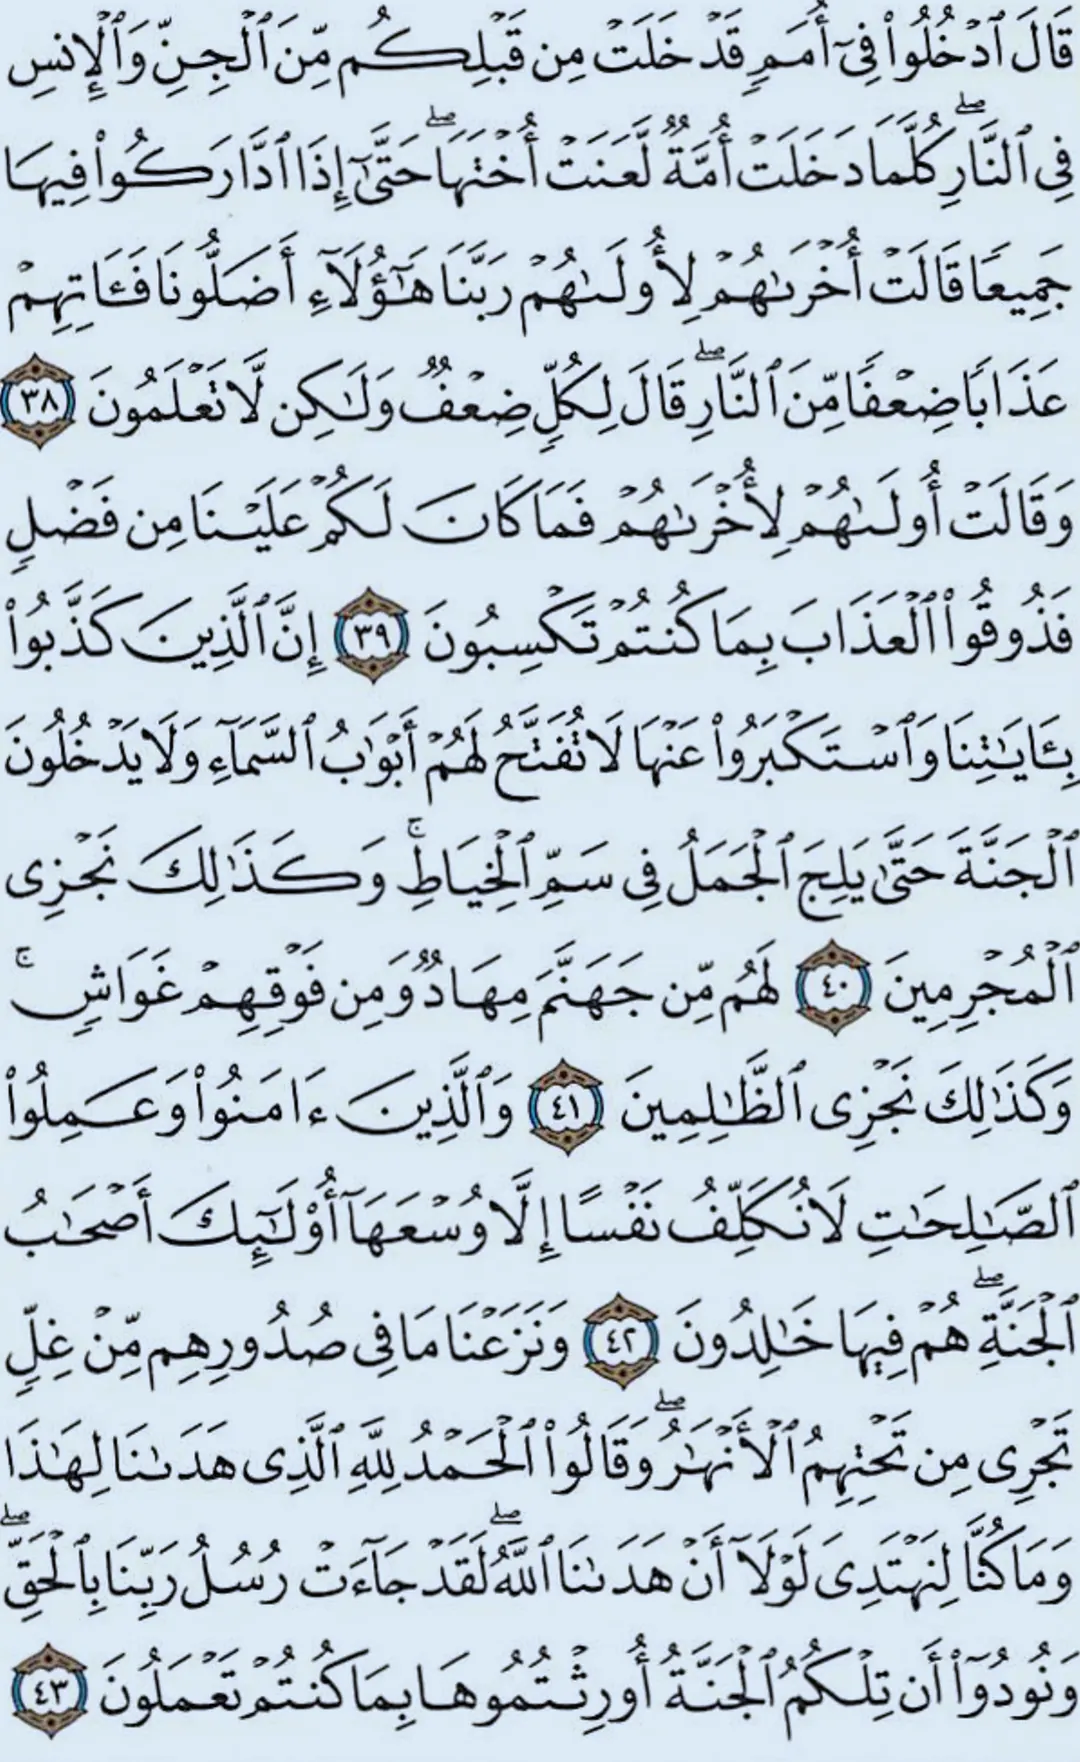 قَالَ ٱدْخُلُوا۟ فِىٓ أُمَمٍ قَدْ خَلَتْ مِن قَبْلِكُم مِّنَ ٱلْجِنِّ وَٱلْإِنسِ
فِى ٱلنَّارِ ۖ كُلَّمَا دَخَلَتْ أُمَّةٌ لَّعَنَتْ أُخْتَهَا ۖ حَتَّىٰٓ إِذَا ٱدَّارَكُوا۟ فِيهَا
جَمِيعًا قَالَتْ أُخْرَىٰهُمْ لِأُولَىٰهُمْ رَبَّنَا هَٰٓؤُلَآءِ أَضَلُّونَا فَـَٔاتِهِمْ
عَذَابًا ضِعْفًا مِّنَ ٱلنَّارِ ۖ قَالَ لِكُلٍّ ضِعْفٌ وَلَٰكِن لَّا تَعْلَمُونَ ٣٨
وَقَالَتْ أُولَىٰهُمْ لِأُخْرَىٰهُمْ فَمَا كَانَ لَكُمْ عَلَيْنَا مِن فَضْلٍ
فَذُوقُوا۟ ٱلْعَذَابَ بِمَا كُنتُمْ تَكْسِبُونَ ٣٩ إِنَّ ٱلَّذِينَ كَذَّبُوا۟
بِـَٔايَٰتِنَا وَٱسْتَكْبَرُوا۟ عَنْهَا لَا تُفَتَّحُ لَهُمْ أَبْوَٰبُ ٱلسَّمَآءِ وَلَا يَدْخُلُونَ
ٱلْجَنَّةَ حَتَّىٰ يَلِجَ ٱلْجَمَلُ فِى سَمِّ ٱلْخِيَاطِ ۚ وَكَذَٰلِكَ نَجْزِى
ٱلْمُجْرِمِينَ ٤٠ لَهُم مِّن جَهَنَّمَ مِهَادٌ وَمِن فَوْقِهِمْ غَوَاشٍ ۚ
وَكَذَٰلِكَ نَجْزِى ٱلظَّٰلِمِينَ ٤١ وَٱلَّذِينَ ءَامَنُوا۟ وَعَمِلُوا۟
ٱلصَّٰلِحَٰتِ لَا نُكَلِّفُ نَفْسًا إِلَّا وُسْعَهَآ أُو۟لَٰٓئِكَ أَصْحَٰبُ
ٱلْجَنَّةِ ۖ هُمْ فِيهَا خَٰلِدُونَ ٤٢ وَنَزَعْنَا مَا فِى صُدُورِهِم مِّنْ غِلٍّ
تَجْرِى مِن تَحْتِهِمُ ٱلْأَنْهَٰرُ ۖ وَقَالُوا۟ ٱلْحَمْدُ لِلَّهِ ٱلَّذِى هَدَىٰنَا لِهَٰذَا
وَمَا كُنَّا لِنَهْتَدِىَ لَوْلَآ أَنْ هَدَىٰنَا ٱللَّهُ ۖ لَقَدْ جَآءَتْ رُسُلُ رَبِّنَا بِٱلْحَقِّ ۖ
وَنُودُوٓا۟ أَن تِلْكُمُ ٱلْجَنَّةُ أُورِثْتُمُوهَا بِمَا كُنتُمْ تَعْمَلُونَ ٤٣